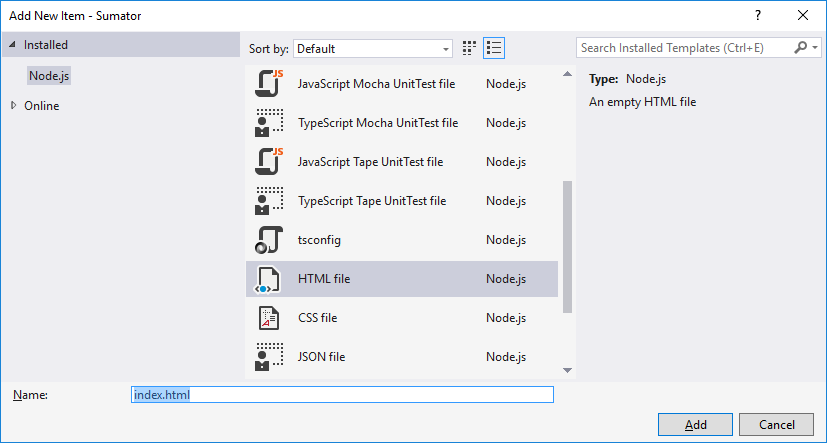 Add New Item - Sumator
?
Installed
Node.js
Online
Sort by: Default
Search Installed Templates (Ctrl+E)
JS JavaScript Mocha UnitTest file Node.js
TypeScript Mocha UnitTest file Node.js
JS JavaScript Tape UnitTest file Node.js
TypeScript Tape UnitTest file Node.js
tsconfig Node.js
HTML file Node.js
CSS file Node.js
JSON file Node.js
Type: Node.js
An empty HTML file
Name: index.html
Add Cancel